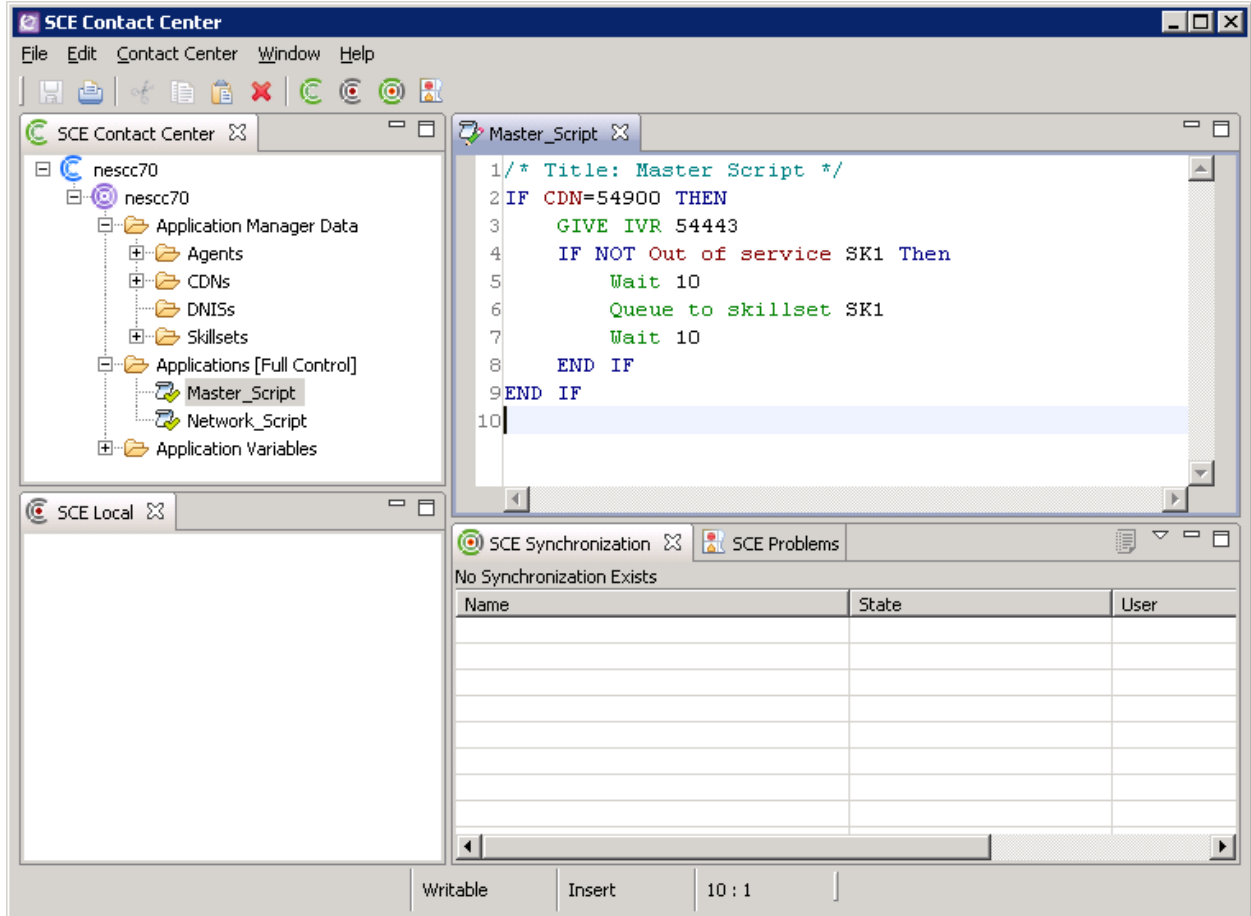 SCE Contact Center
File Edit Contact Center Window Help
SCE Contact Center
nescc70
nescc70
Application Manager Data
Agents
CDNs
DNISs
Skillsets
Applications [Full Control]
Master_Script
Network_Script
Application Variables
Master_Script
1/* Title: Master Script */
2IF CDN=54900 THEN
3    GIVE IVR 54443
4    IF NOT Out of service SK1 Then
5        Wait 10
6        Queue to skillset SK1
7        Wait 10
8    END IF
9END IF
10
SCE Local
SCE Synchronization SCE Problems
No Synchronization Exists
Name State User
Writable Insert 10 : 1